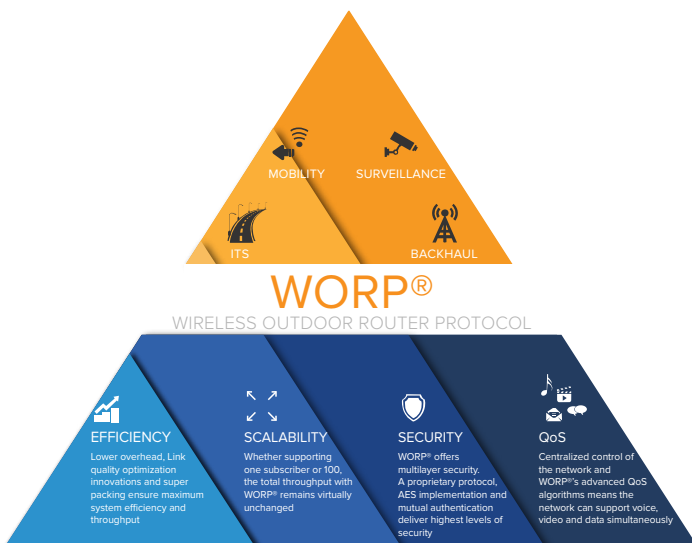 MOBILITY
SURVEILLANCE
ITS
BACKHAUL
WORP®
WIRELESS OUTDOOR ROUTER PROTOCOL
EFFICIENCY
Lower overhead, Link
quality optimization
innovations and super
packing ensure maximum
system efficiency and
throughput
SCALABILITY
Whether supporting
one subscriber or 100,
the total throughput with
WORP® remains virtually
unchanged
SECURITY
WORP® offers
multilayer security.
A proprietary protocol,
AES implementation and
mutual authentication
deliver highest levels of
security
QoS
Centralized control of
the network and
WORP®'s advanced QoS
algorithms means the
network can support voice,
video and data simultaneously